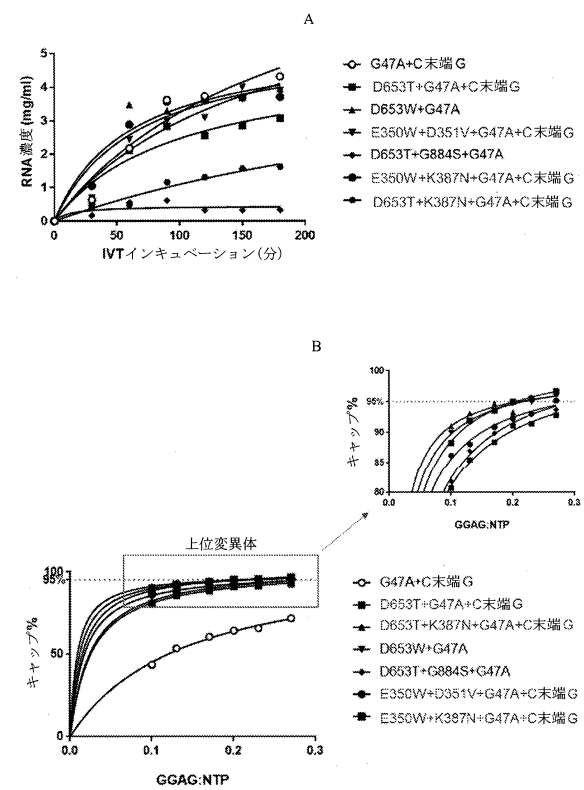 A
RNA濃度 (mg/ml)
5
4
3
2
1
0
0 50 100 150 200
IVTインキュベーション (分)
G47A+C末端G
D653T+G47A+C末端G
D653W+G47A
E350W+D351V+G47A+C末端G
D653T+G884S+G47A
E350W+K387N+G47A+C末端G
D653T+K387N+G47A+C末端G
B
キャップ%
100
95%
90
85
80
0.0 0.1 0.2 0.3
GGAG:NTP
上位変異体
キャップ%
100
95%
50
0
0.0 0.1 0.2 0.3
GGAG:NTP
G47A+C末端G
D653T+G47A+C末端G
D653T+K387N+G47A+C末端G
D653W+G47A
D653T+G884S+G47A
E350W+D351V+G47A+C末端G
E350W+K387N+G47A+C末端G